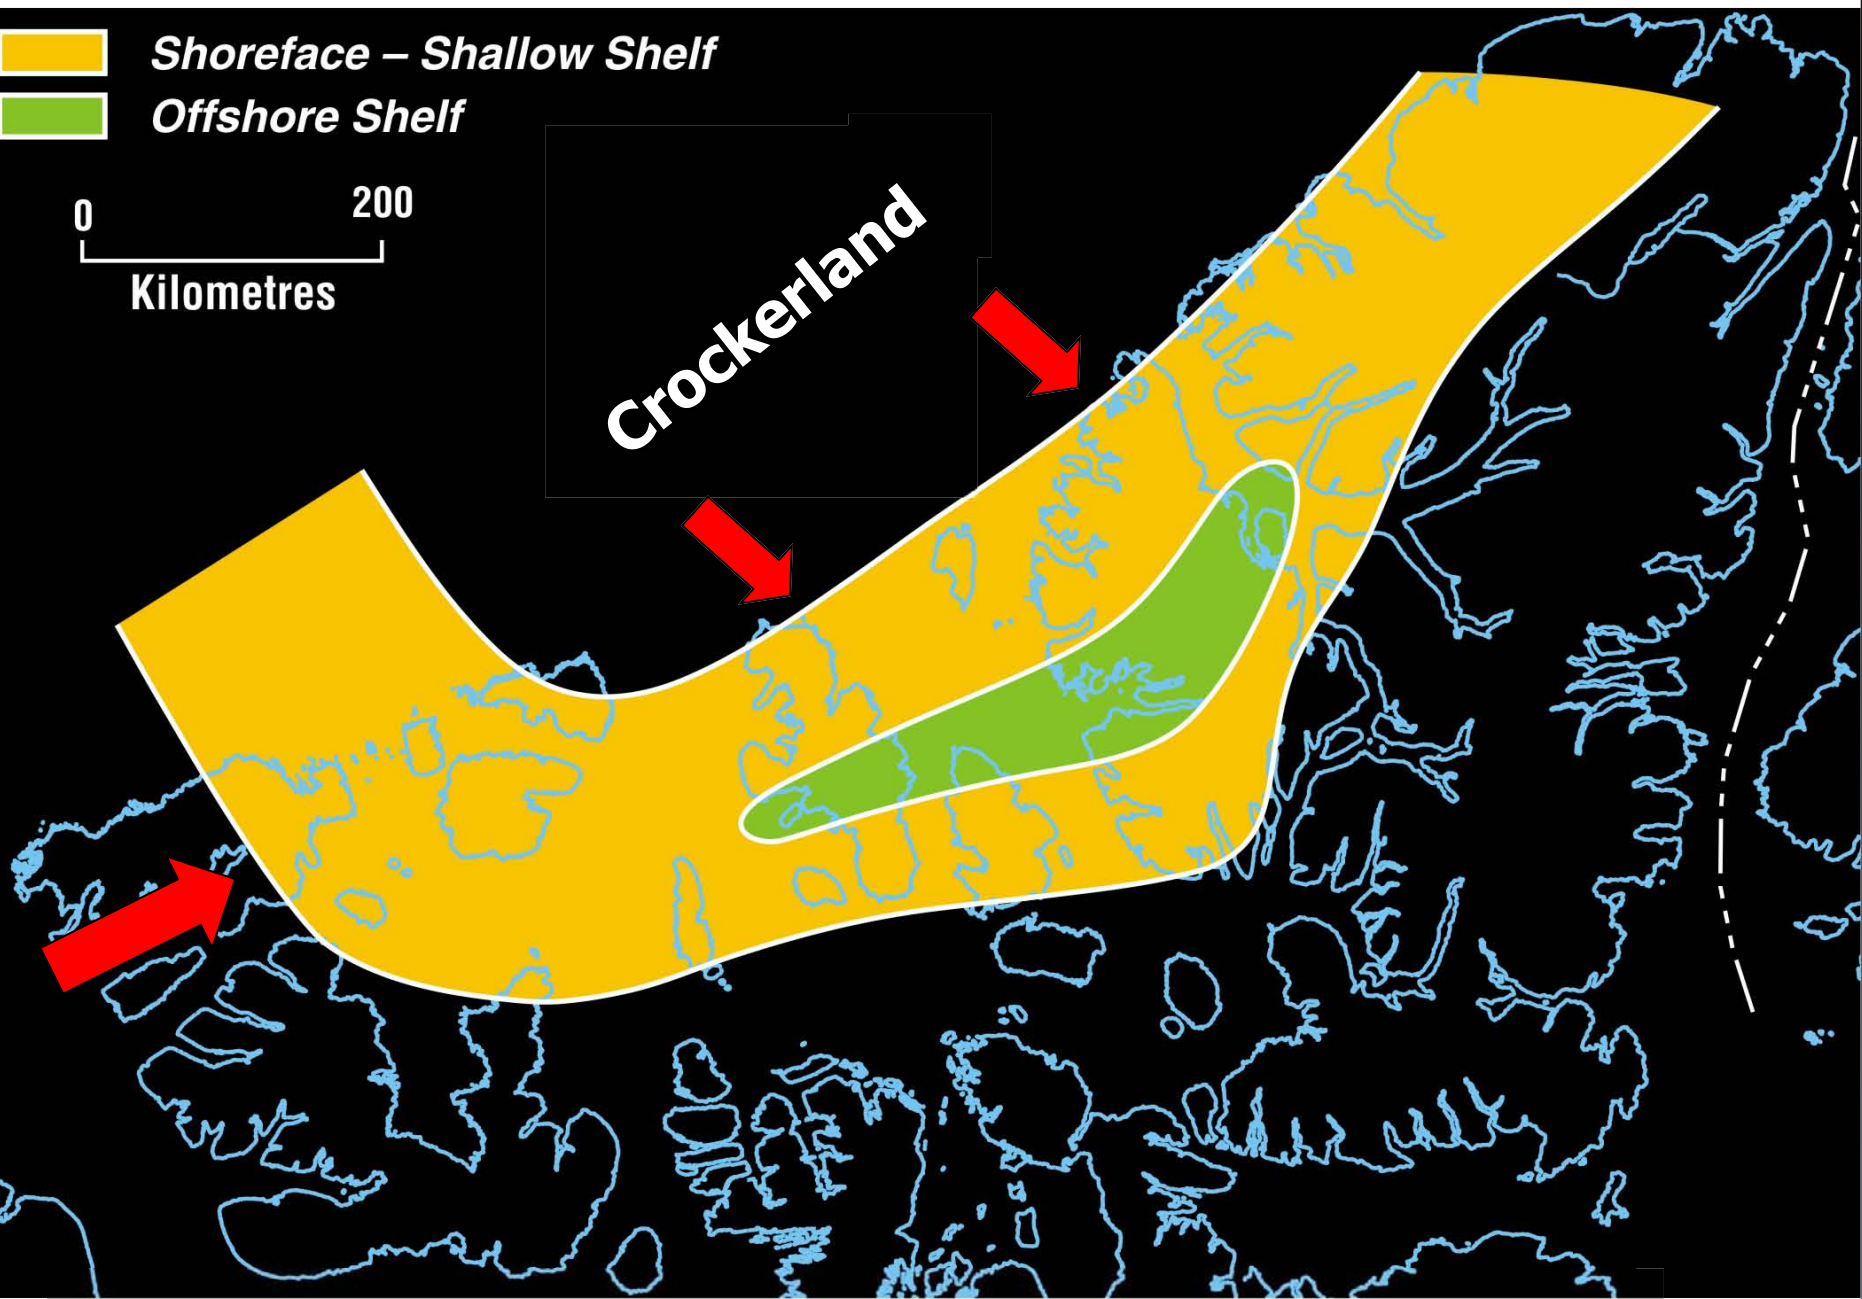 Shoreface – Shallow Shelf
Offshore Shelf
0 200
Kilometres
Crockerland